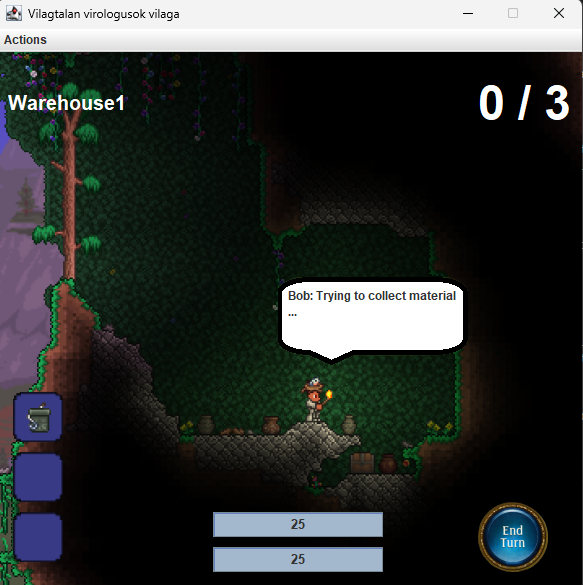 Vilagtalan virologusok vilaga
Actions
Warehouse1
0 / 3
Bob: Trying to collect material
...
25
25
End
Turn